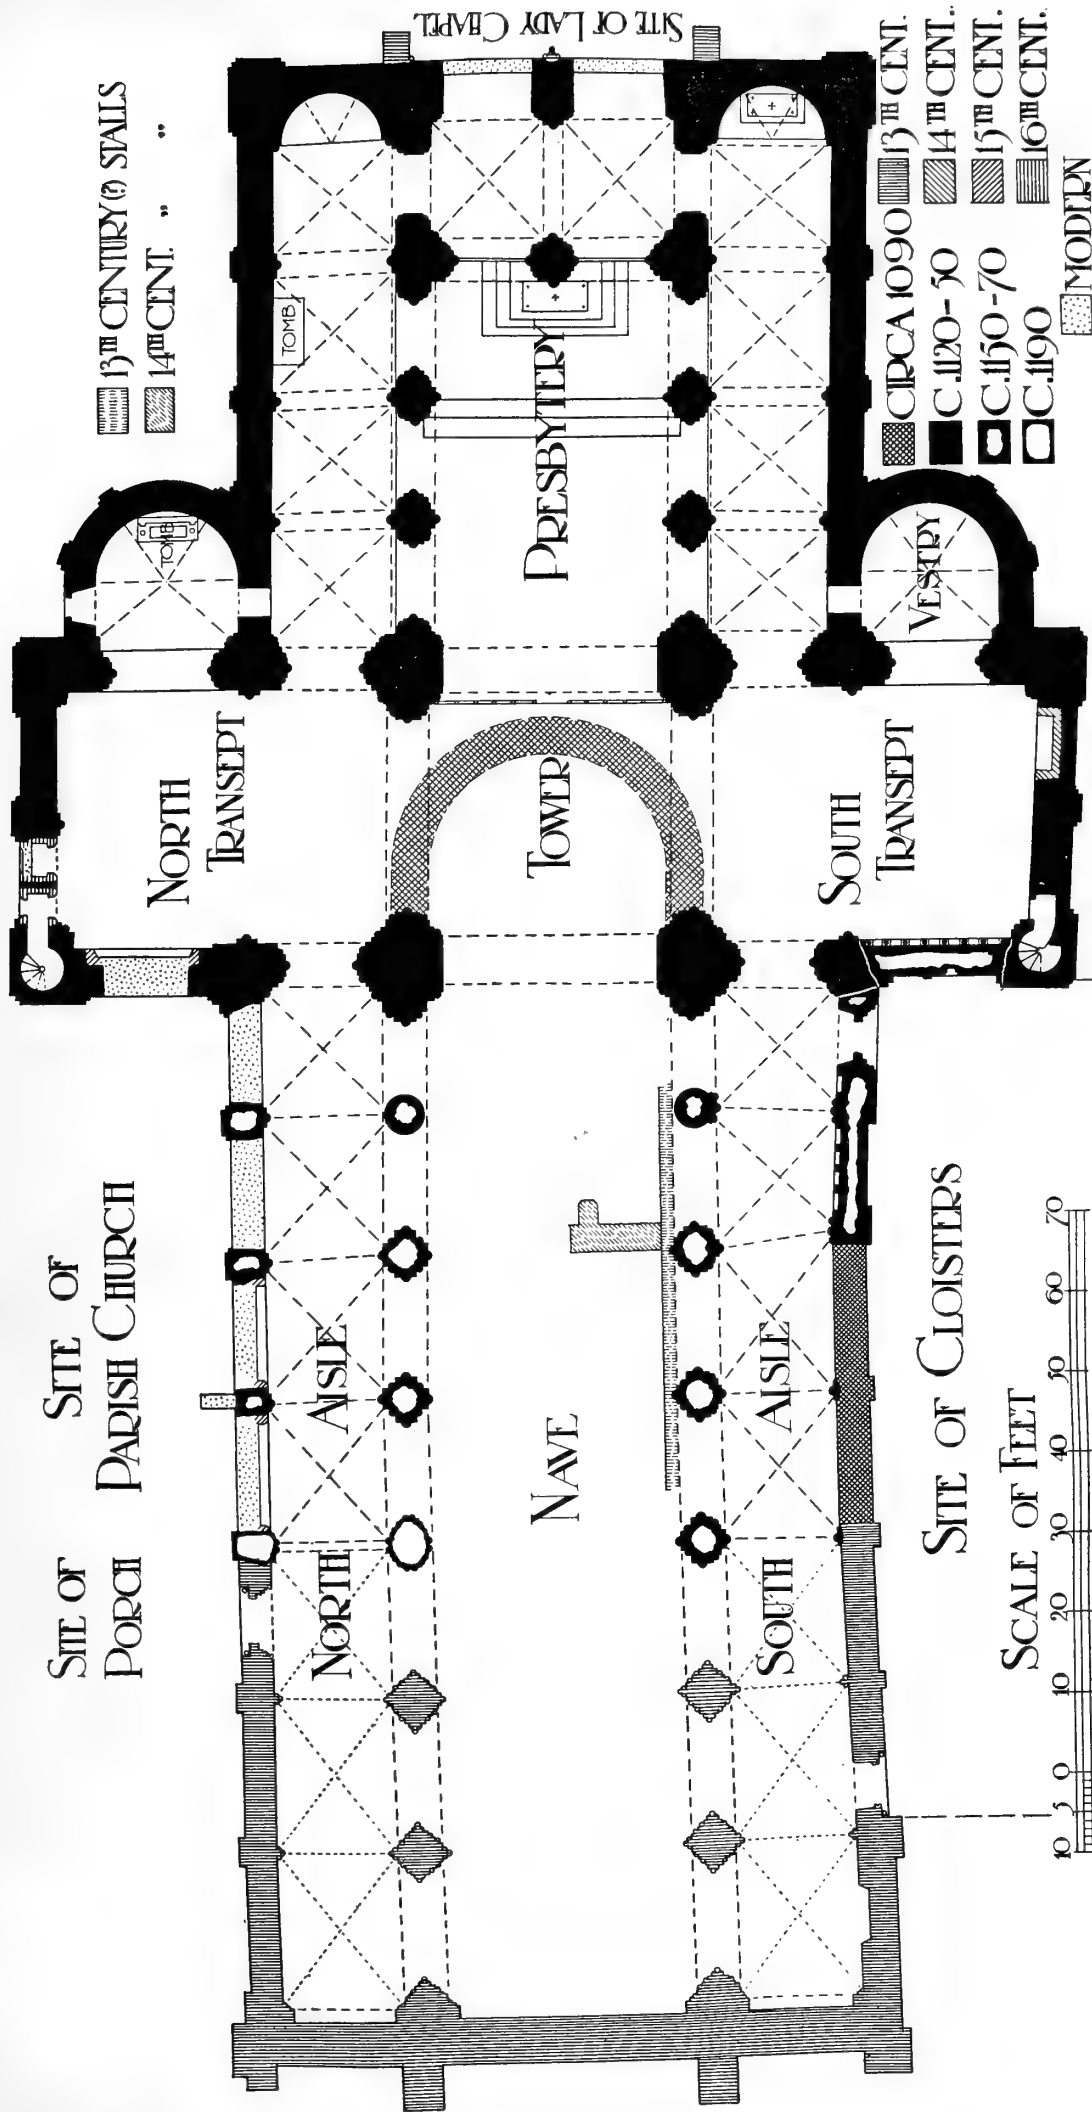 SITE OF LADY CHAPEL
13TH CENTURY(?) STALLS
14TH CENT. " "
TOMB
TOMB
PRESBYTERY
VESTRY
CIRCA 1090
C.1120-50
C.1150-70
C.1190
13TH CENT.
14TH CENT.
15TH CENT.
16TH CENT.
MODERN
NORTH
TRANSEPT
TOWER
SOUTH
TRANSEPT
SITE OF
PARISH CHURCH
SITE OF
PORCH
NORTH AISLE
NAVE
SOUTH AISLE
SITE OF CLOISTERS
SCALE OF FEET
10 5 0 10 20 30 40 50 60 70